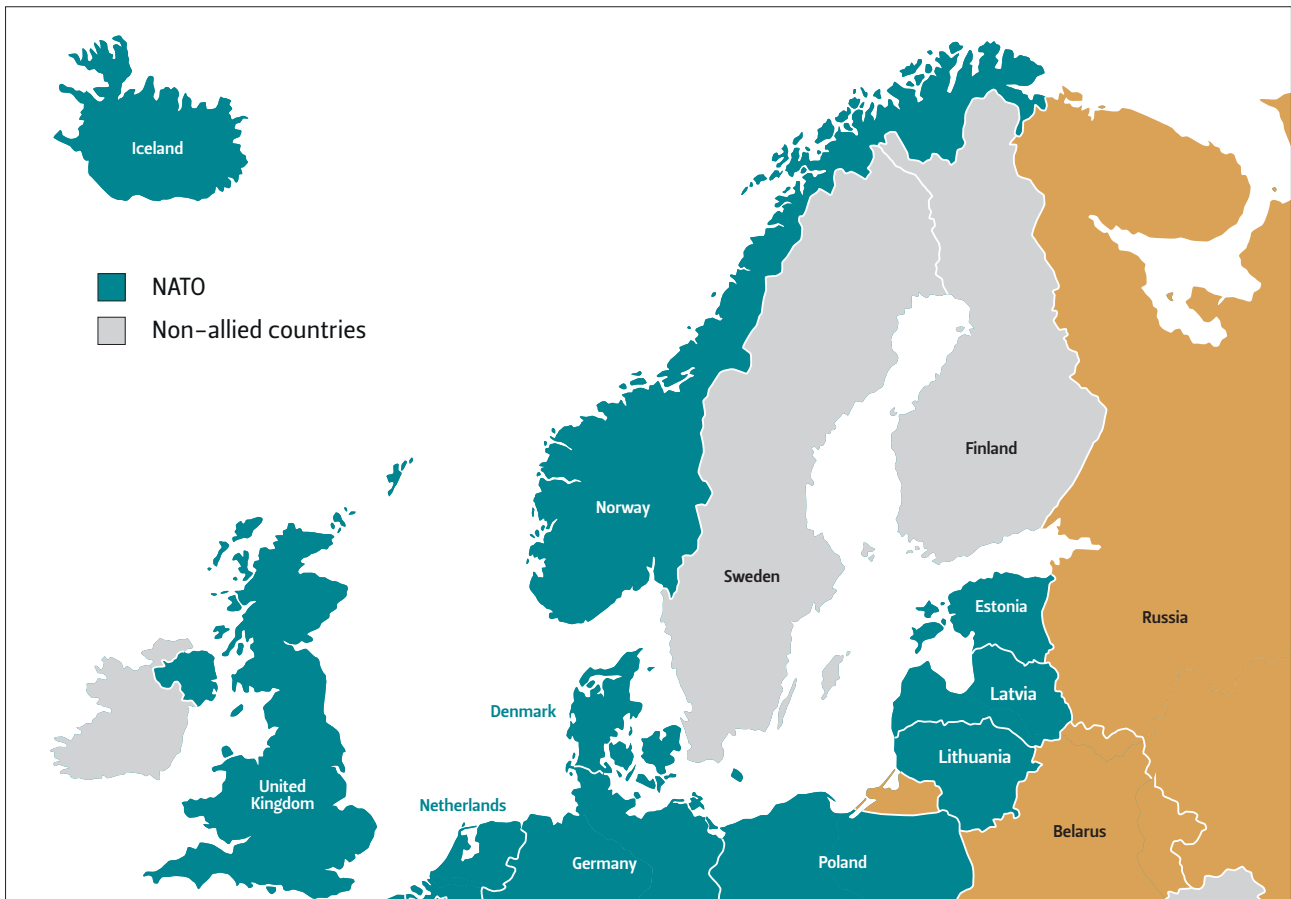 Iceland
NATO
Non-allied countries
Finland
Norway
Sweden
Estonia
Russia
Latvia
Denmark
Lithuania
United
Kingdom
Netherlands
Belarus
Germany
Poland